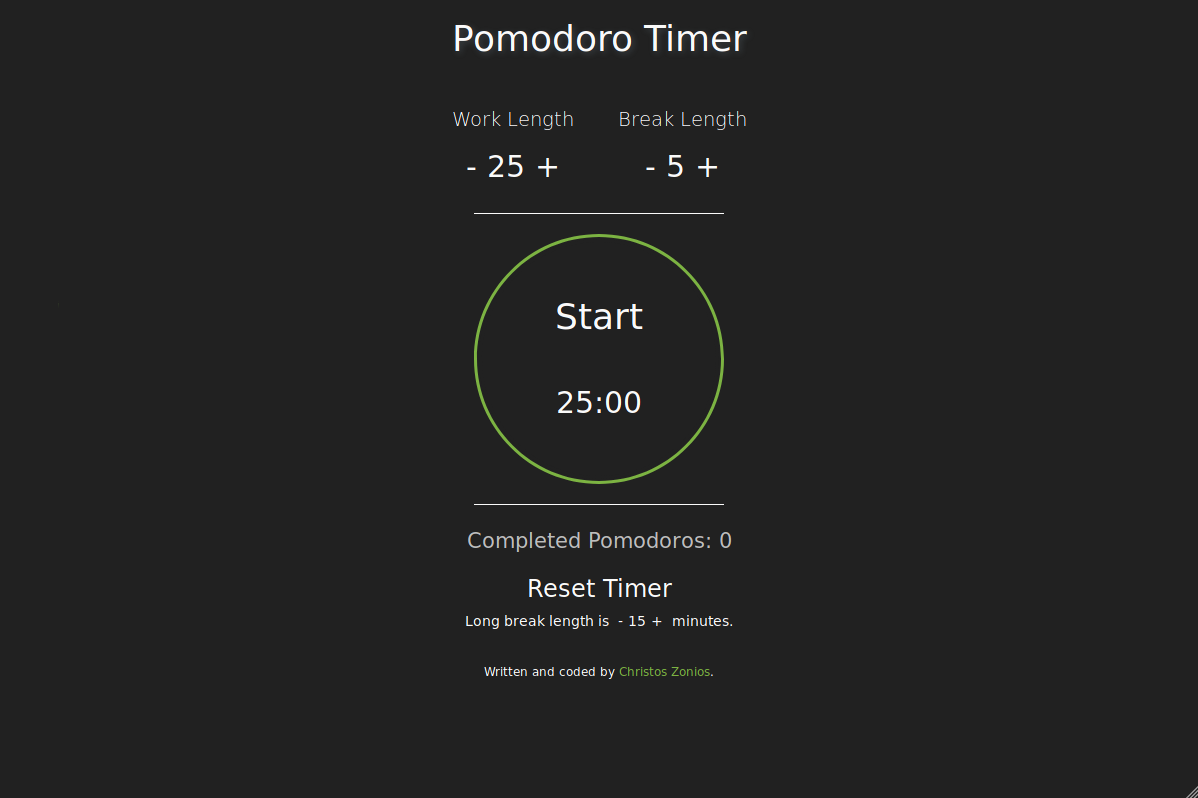 Pomodoro Timer
Work Length Break Length
- 25 + - 5 +
Start
25:00
Completed Pomodoros: 0
Reset Timer
Long break length is - 15 + minutes.
Written and coded by Christos Zonios.